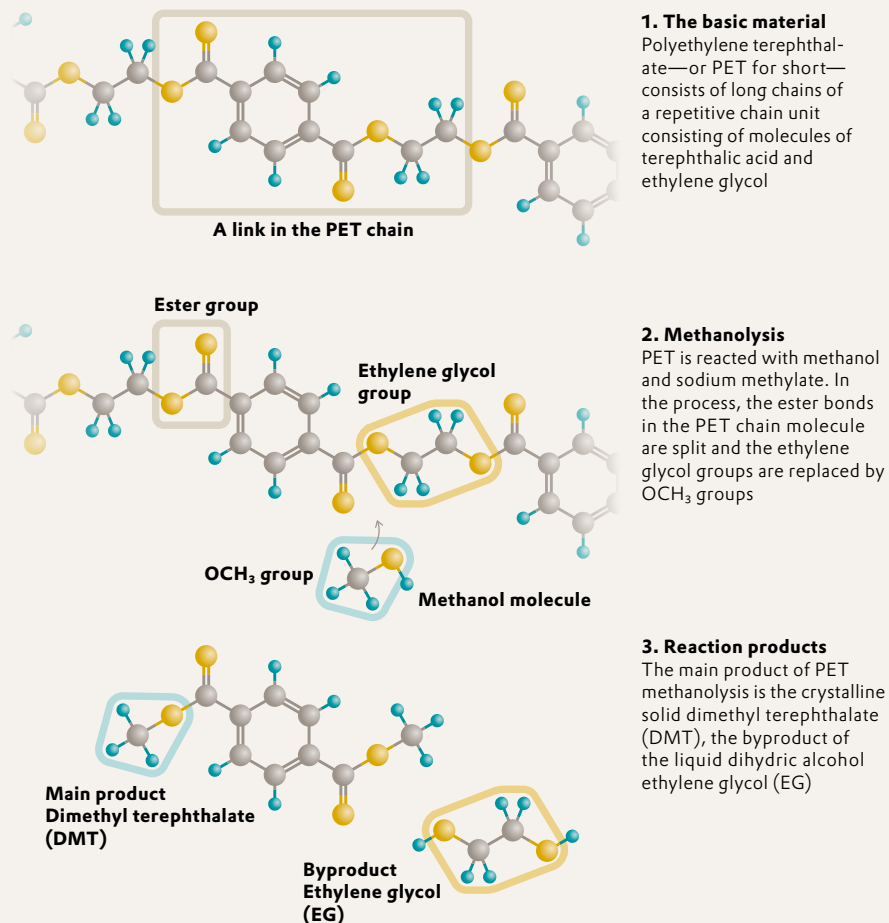 1. The basic material
Polyethylene terephthal-
ate—or PET for short—
consists of long chains of
a repetitive chain unit
consisting of molecules of
terephthalic acid and
ethylene glycol
A link in the PET chain
Ester group
Ethylene glycol
group
2. Methanolysis
PET is reacted with methanol
and sodium methylate. In
the process, the ester bonds
in the PET chain molecule
are split and the ethylene
glycol groups are replaced by
OCH₃ groups
OCH₃ group
Methanol molecule
3. Reaction products
The main product of PET
methanolysis is the crystalline
solid dimethyl terephthalate
(DMT), the byproduct of
the liquid dihydric alcohol
ethylene glycol (EG)
Main product
Dimethyl terephthalate
(DMT)
Byproduct
Ethylene glycol
(EG)